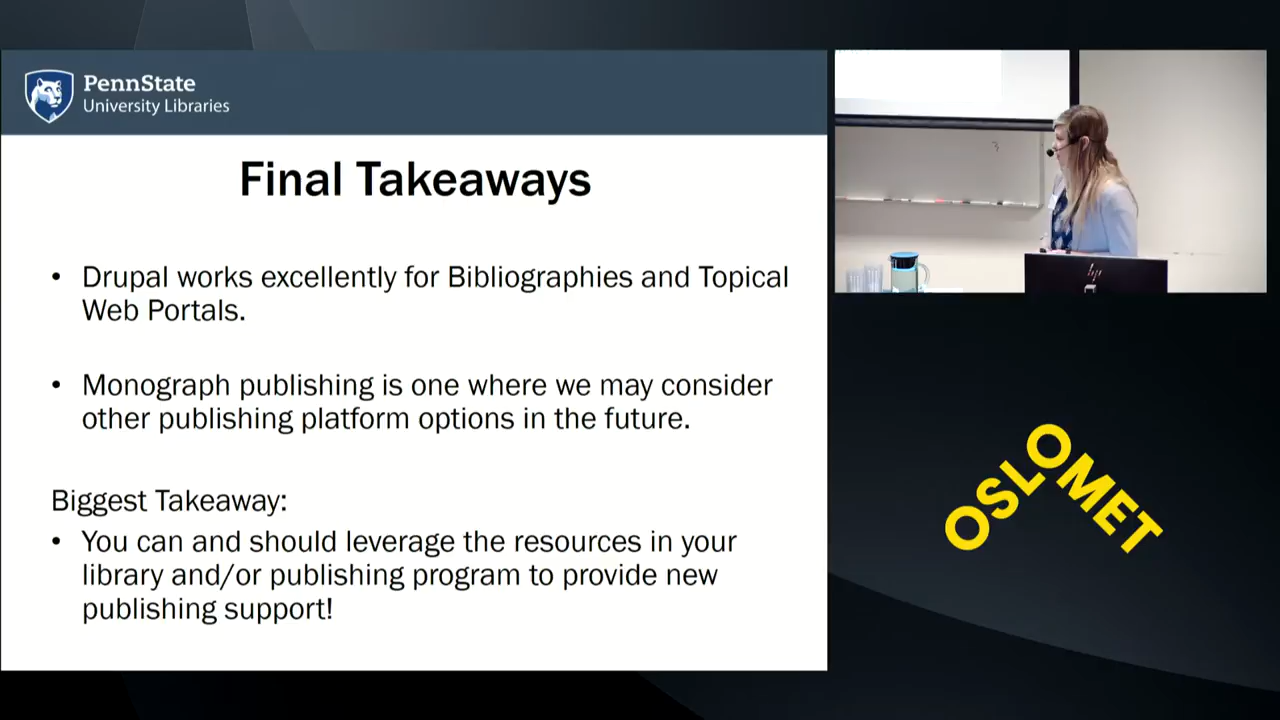 PennState
University Libraries
Final Takeaways
• Drupal works excellently for Bibliographies and Topical
Web Portals.
• Monograph publishing is one where we may consider
other publishing platform options in the future.
Biggest Takeaway:
• You can and should leverage the resources in your
library and/or publishing program to provide new
publishing support!
hp
OSLOMET